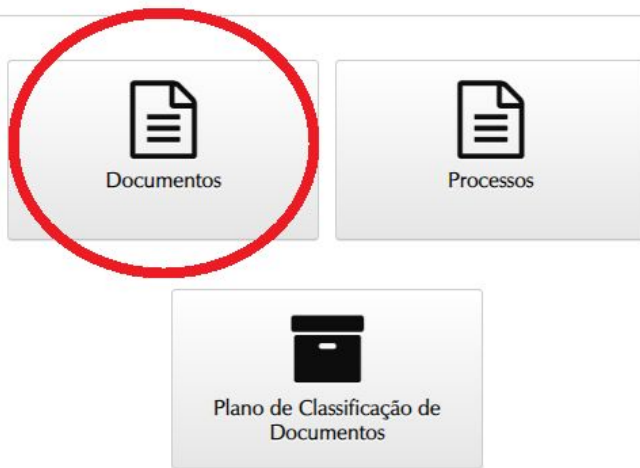 Documentos
Processos
Plano de Classificação de
Documentos